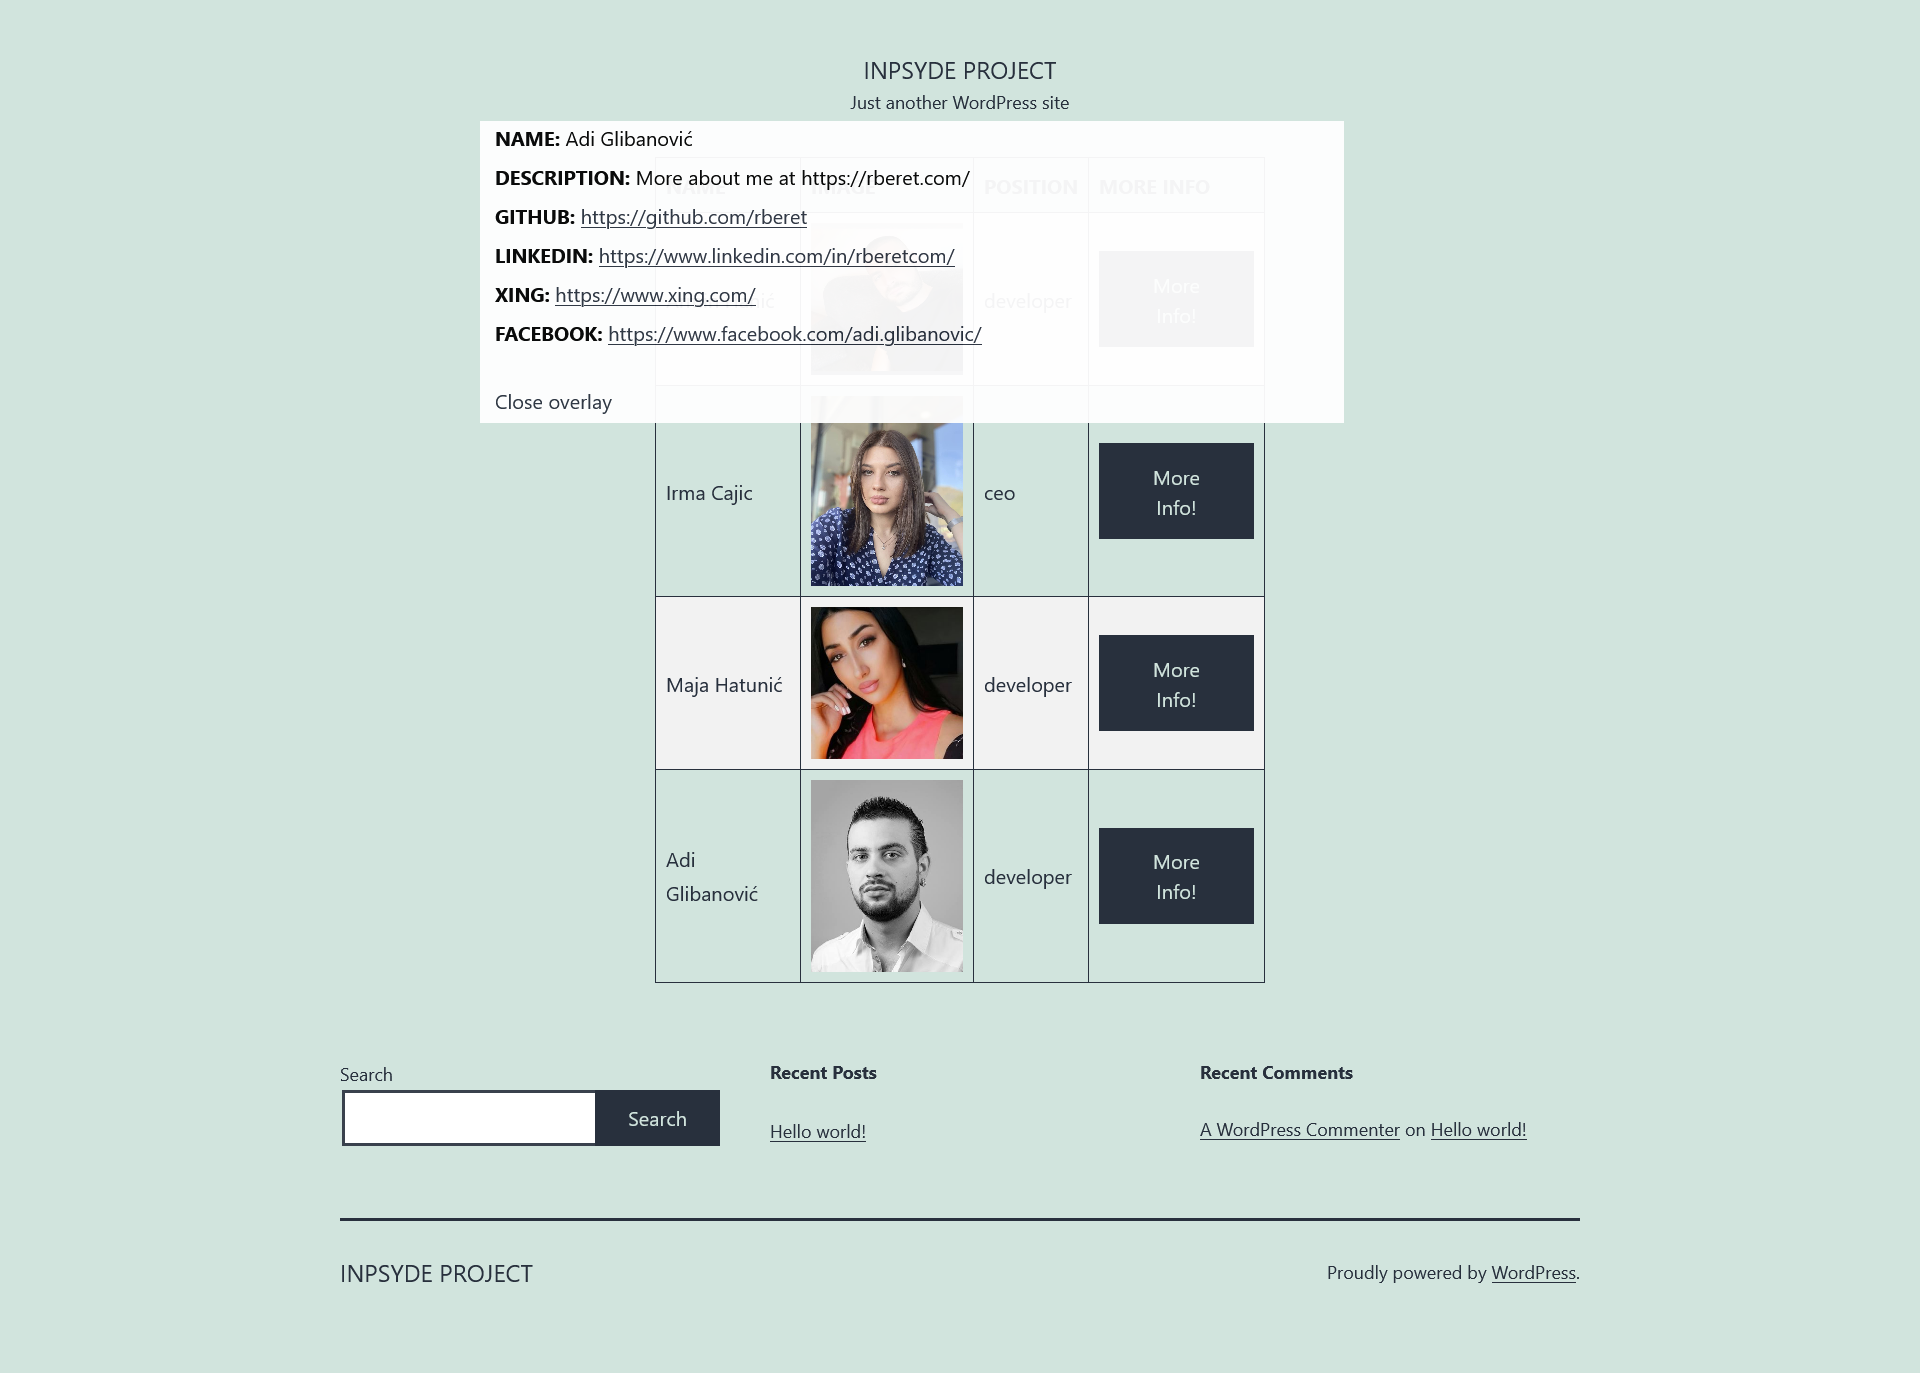 INPSYDE PROJECT
Just another WordPress site
NAME: Adi Glibanović
DESCRIPTION: More about me at https://rberet.com/
GITHUB: https://github.com/rberet
LINKEDIN: https://www.linkedin.com/in/rberetcom/
XING: https://www.xing.com/
FACEBOOK: https://www.facebook.com/adi.glibanovic/
Close overlay
POSITION
MORE INFO
developer
More
Info!
Irma Cajic
ceo
More
Info!
Maja Hatunić
developer
More
Info!
Adi
Glibanović
developer
More
Info!
Search
Search
Recent Posts
Hello world!
Recent Comments
A WordPress Commenter on Hello world!
INPSYDE PROJECT
Proudly powered by WordPress.